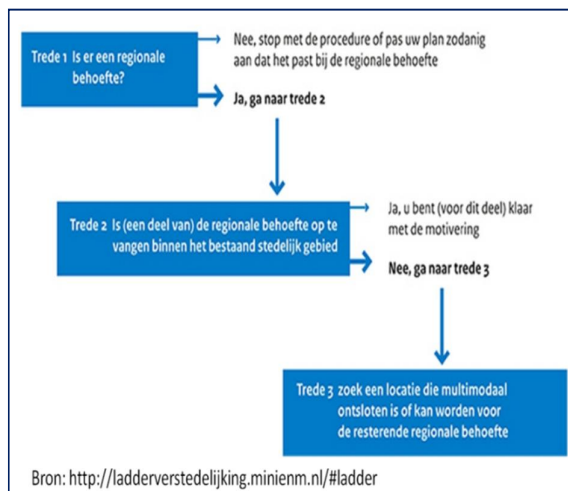 Trede 1 Is er een regionale
behoefte?
Nee, stop met de procedure of pas uw plan zodanig
aan dat het past bij de regionale behoefte
Ja, ga naar trede 2
Trede 2 Is (een deel van) de regionale behoefte op te
vangen binnen het bestaand stedelijk gebied
Ja, u bent (voor dit deel) klaar
met de motivering
Nee, ga naar trede 3
Trede 3 zoek een locatie die multimodaal
ontsloten is of kan worden voor
de resterende regionale behoefte
Bron: http://ladderverstedelijking.minienm.nl/#ladder